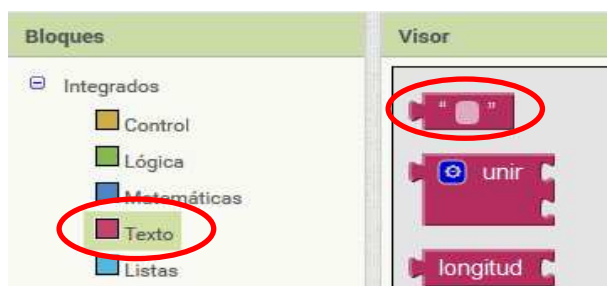 Bloques
Visor
Integrados
Control
Lógica
Matemáticas
Texto
Listas
" "
unir
longitud